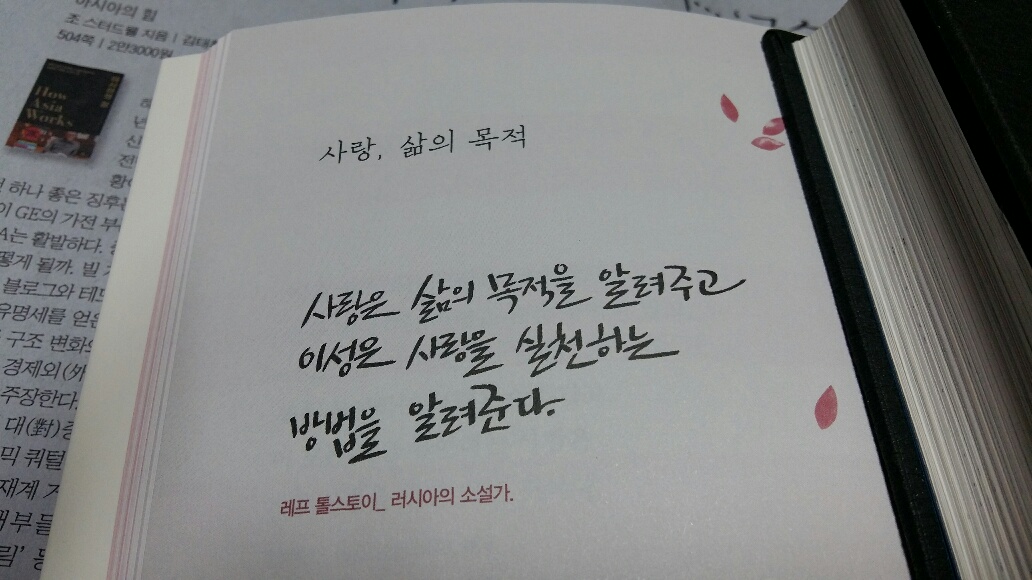 아시아의 힘
조 스터드웰 지음 | 김태
504쪽 | 2만3000원
How
Asia
Works
사랑, 삶의 목적
사랑은 삶의 목적을 알려주고
이성은 사랑을 실천하는
방법을 알려준다.
레프 톨스토이_ 러시아의 소설가.
하나 좋은 징후
GE의 가전 부
A는 활발하다.
떻게 될까. 빌
블로그와 테
유명세를 얻은
구조 변화
경제외(外
주장한다.
대(對)
믹 쿼털
재계
부들
림’